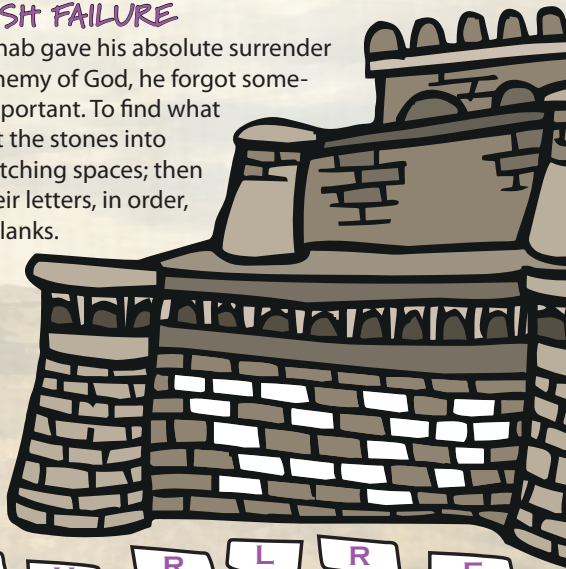 SH FAILURE
nab gave his absolute surrender
nemy of God, he forgot some-
portant. To find what
t the stones into
tching spaces; then
eir letters, in order,
lanks.
R L R